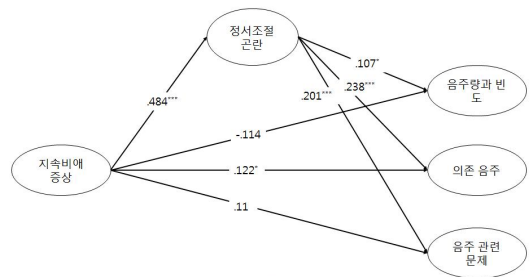 정서조절
곤란
.107*
음주량과 빈
도
.238***
.201***
.484***
-.114
지속비애
증상
.122*
의존 음주
.11
음주 관련
문제